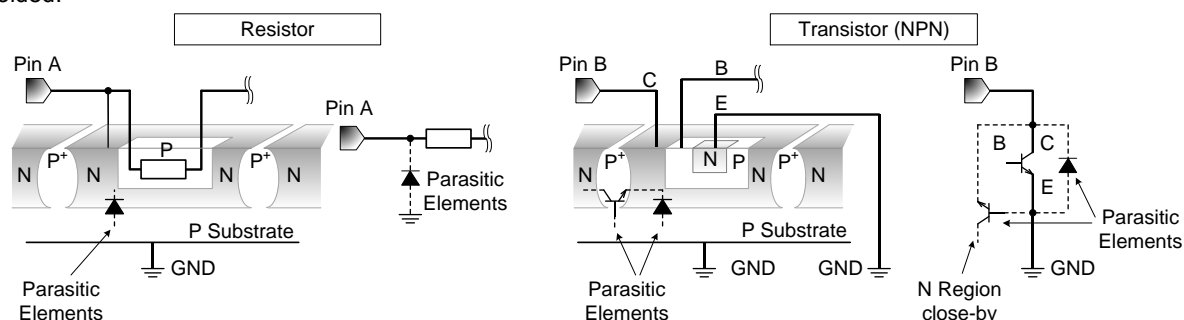 Resistor
Transistor (NPN)
Pin A
Pin A
P
N
P+
N
P+
N
N
Parasitic
Elements
P Substrate
GND
Parasitic
Elements
Pin B
C
B
E
N
P+
N
P
P+
N
N
P Substrate
GND
GND
Parasitic
Elements
Pin B
B
C
E
Parasitic
Elements
GND
N Region
close-by